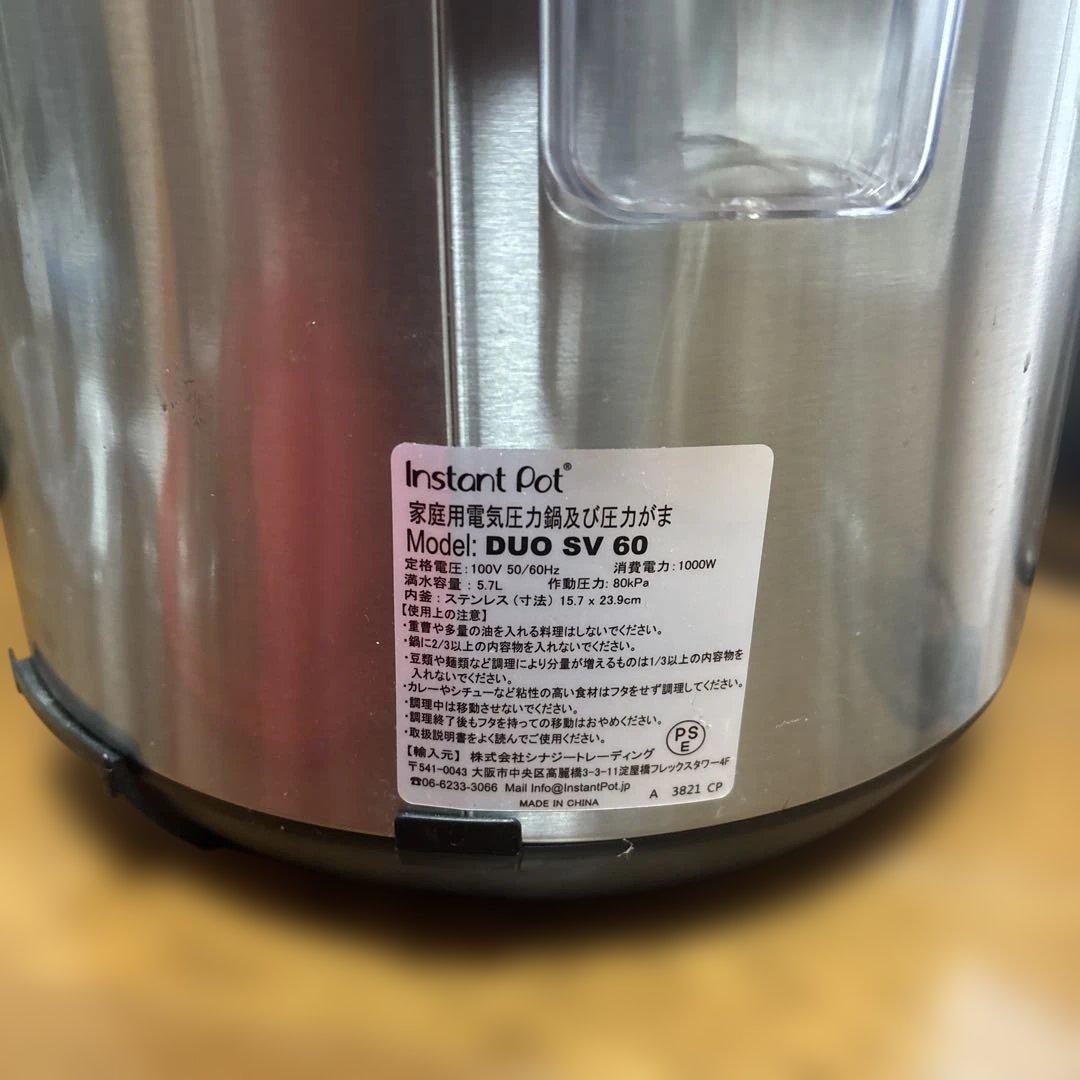 Instant Pot®
家庭用電気圧力鍋及び圧力がま
Model: DUO SV 60
定格電圧:100V 50/60Hz 消費電力:1000W
満水容量:5.7L 作動圧力:80kPa
内釜:ステンレス(寸法)15.7 x 23.9cm
【使用上の注意】
・重曹や多量の油を入れる料理はしないでください。
・鍋に2/3以上の内容物を入れないでください。
・豆類や麺類など調理により分量が増えるものは1/3以上の内容物を
入れないでください。
・カレーやシチューなど粘性の高い食材はフタをせず調理してください。
・調理中は移動させないでください。
・調理終了後もフタを持っての移動はおやめください。
・取扱説明書をよく読んでご使用ください。
PS
E
【輸入元】株式会社シナジートレーディング
〒541-0043 大阪市中央区高麗橋3-3-11淀屋橋フレックスタワー4F
☎06-6233-3066 Mail Info@InstantPot.jp
A 3821 CP
MADE IN CHINA